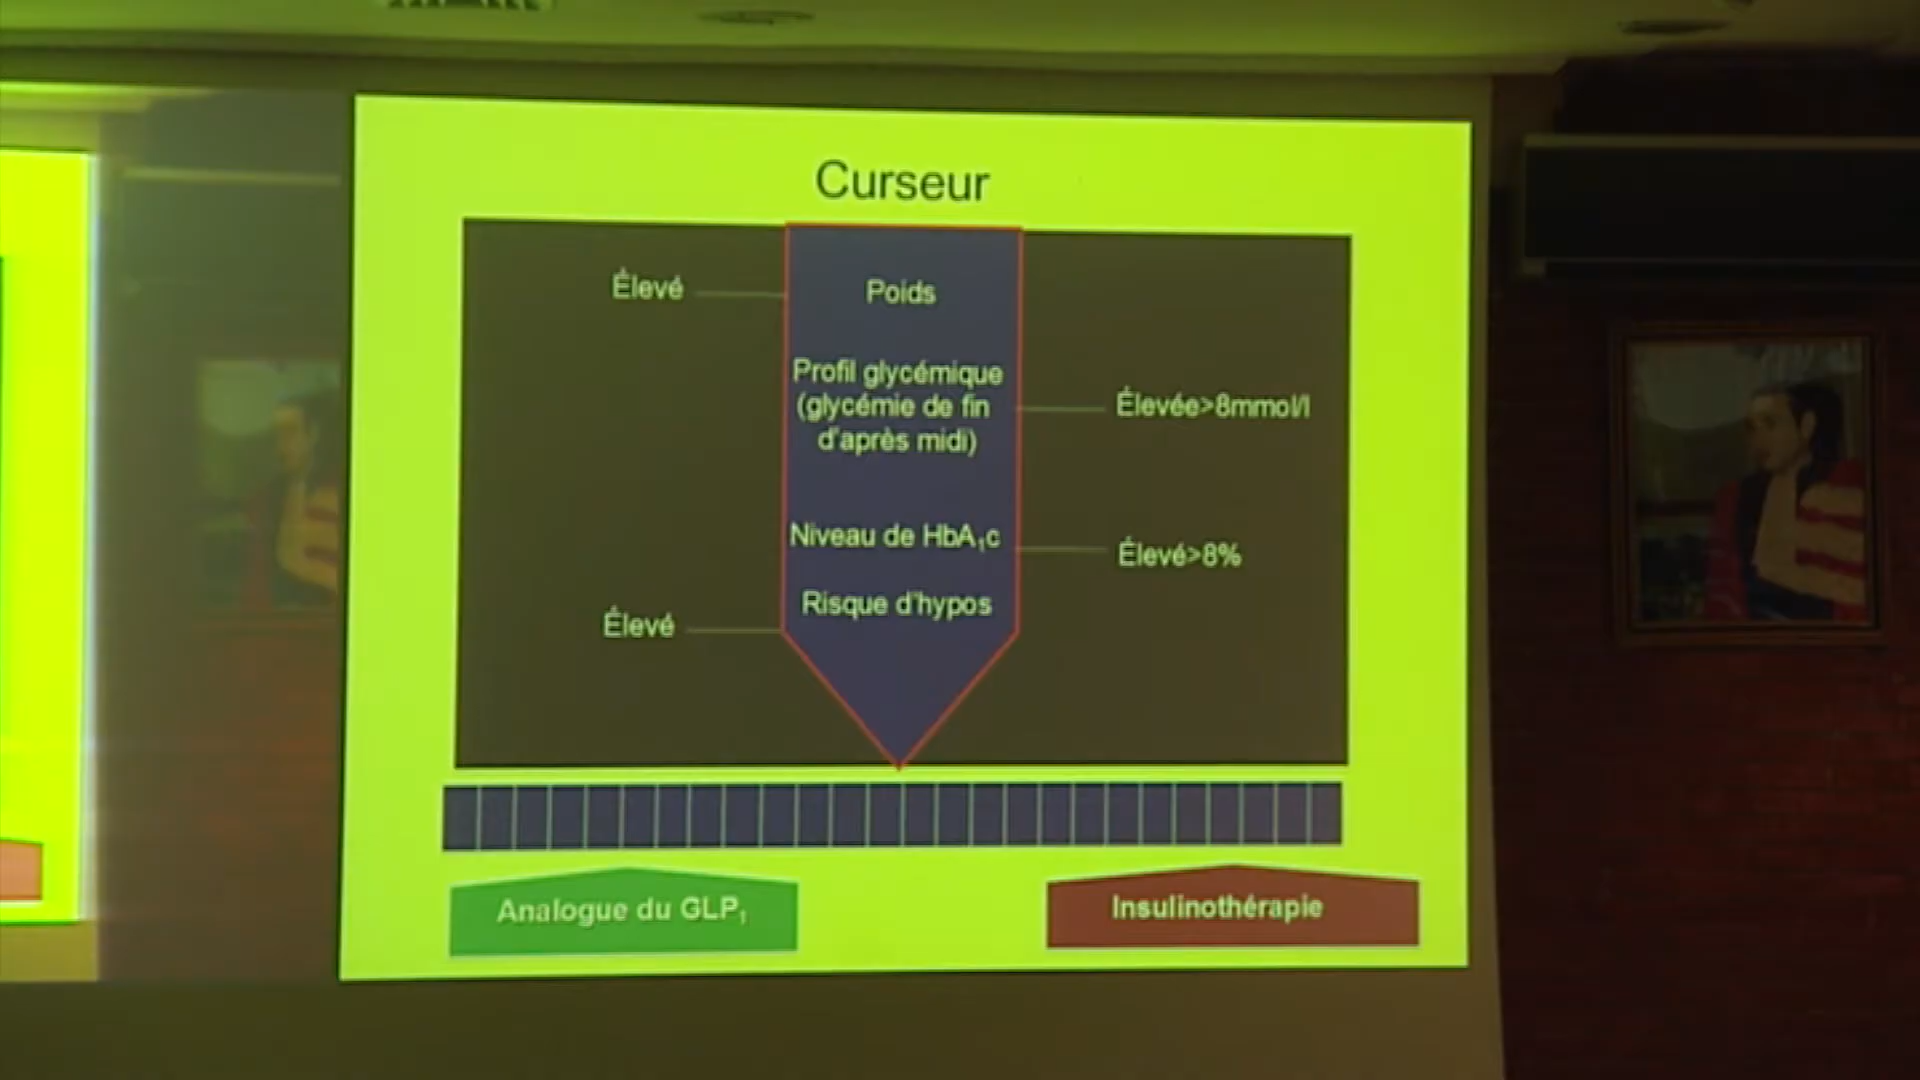 Curseur
Élevé
Poids
Profil glycémique
(glycémie de fin
d'après midi)
Élevée>8mmol/l
Niveau de HbA₁c
Élevé>8%
Risque d'hypos
Élevé
Analogue du GLP₁
Insulinothérapie